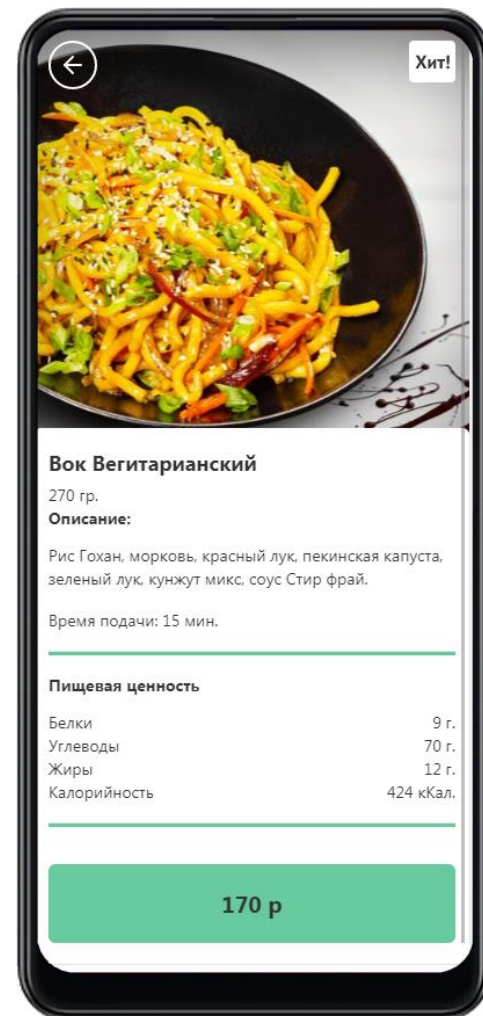 Хит!
Вок Вегитарианский
270 гр.
Описание:
Рис Гохан, морковь, красный лук, пекинская капуста,
зеленый лук, кунжут микс, соус Стир фрай.
Время подачи: 15 мин.
Пищевая ценность
Белки 9 г.
Углеводы 70 г.
Жиры 12 г.
Калорийность 424 кКал.
170 р